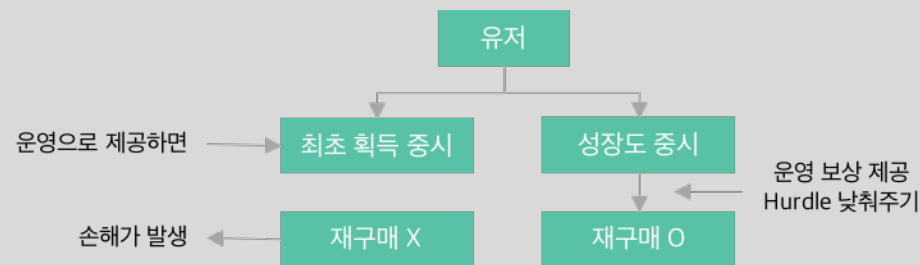 유저
운영으로 제공하면
최초 획득 중시
성장도 중시
운영 보상 제공
Hurdle 낮춰주기
손해가 발생
재구매 X
재구매 O